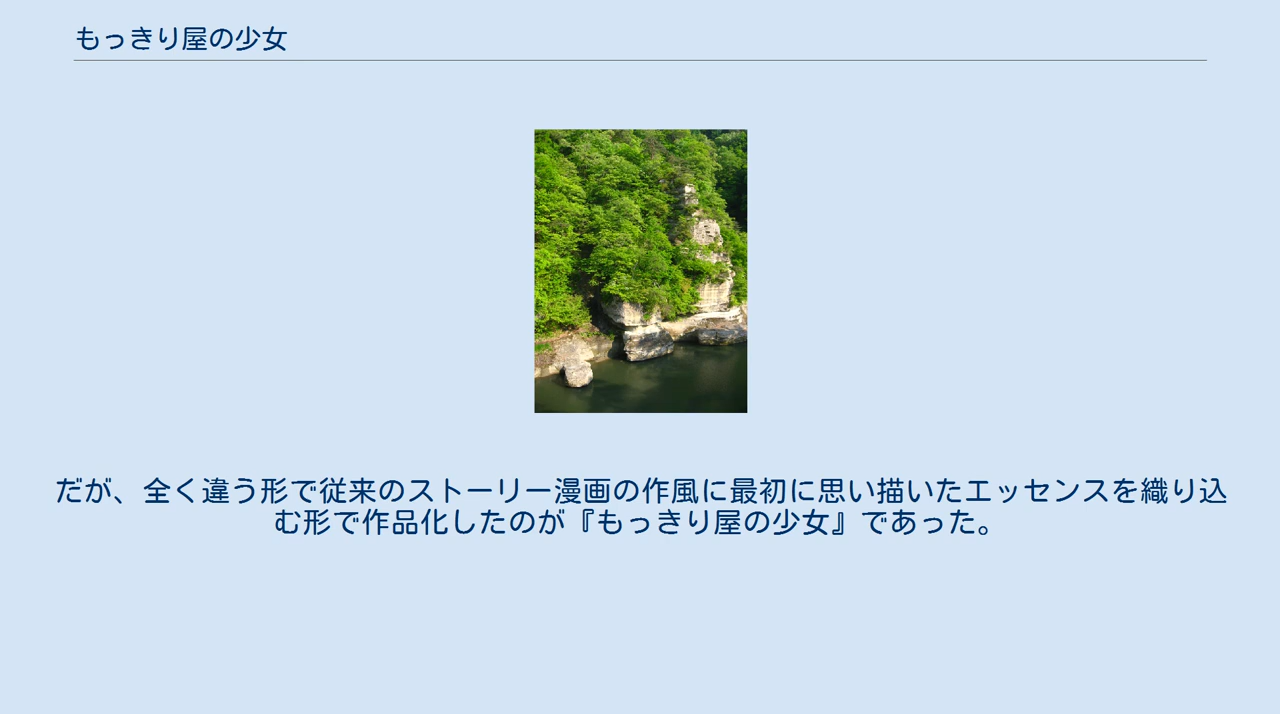 もっきり屋の少女
だが、全く違う形で従来のストーリー漫画の作風に最初に思い描いたエッセンスを織り込
む形で作品化したのが『もっきり屋の少女』であった。